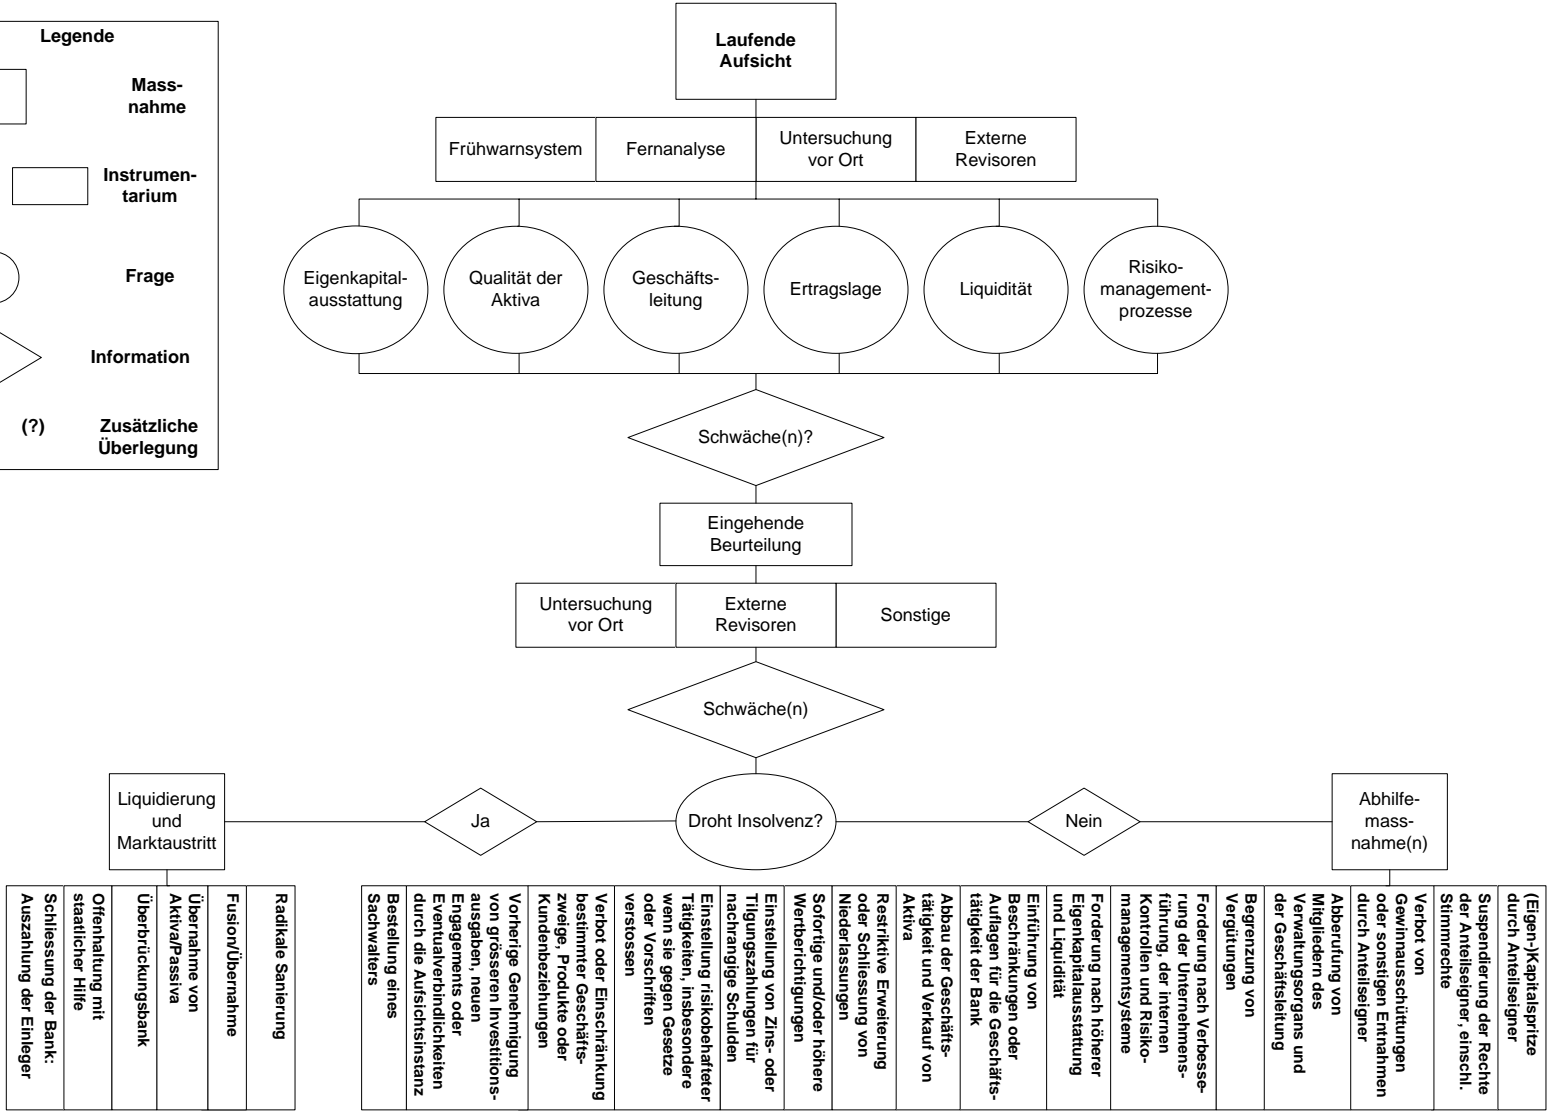 Legende
Mass-
nahme
Instrumen-
tarium
Frage
Information
(?)
Zusätzliche
Überlegung
Laufende
Aufsicht
Frühwarnsystem
Fernanalyse
Untersuchung
vor Ort
Externe
Revisoren
Eigenkapital-
ausstattung
Qualität der
Aktiva
Geschäfts-
leitung
Ertragslage
Liquidität
Risiko-
management-
prozesse
Schwäche(n)?
Eingehende
Beurteilung
Untersuchung
vor Ort
Externe
Revisoren
Sonstige
Schwäche(n)
Liquidierung
und
Marktaustritt
Ja
Droht Insolvenz?
Nein
Abhilfe-
mass-
nahme(n)
Schliessung der Bank:
Auszahlung der Einleger
Offenhaltung mit
staatlicher Hilfe
Überbrückungsbank
Übernahme von
Aktiva/Passiva
Fusion/Übernahme
Radikale Sanierung
Bestellung eines
Sachwalters
Vorherige Genehmigung
von grösseren Investitions-
ausgaben, neuen
Engagements oder
Eventualverbindlichkeiten
durch die Aufsichtsinstanz
Verbot oder Einschränkung
bestimmter Geschäfts-
zweige, Produkte oder
Kundenbeziehungen
Einstellung risikobehafteter
Tätigkeiten, insbesondere
wenn sie gegen Gesetze
oder Vorschriften
verstossen
Einstellung von Zins- oder
Tilgungszahlungen für
nachrangige Schulden
Sofortige und/oder höhere
Wertberichtigungen
Restriktive Erweiterung
oder Schliessung von
Niederlassungen
Abbau der Geschäfts-
tätigkeit und Verkauf von
Aktiva
Einführung von
Beschränkungen oder
Auflagen für die Geschäfts-
tätigkeit der Bank
Forderung nach höherer
Eigenkapitalausstattung
und Liquidität
Forderung nach Verbesse-
rung der Unternehmens-
führung, der internen
Kontrollen und Risiko-
managementsysteme
Begrenzung von
Vergütungen
Abberufung von
Mitgliedern des
Verwaltungsorgans und
der Geschäftsleitung
Verbot von
Gewinnausschüttungen
oder sonstigen Entnahmen
durch Anteilseigner
Suspendierung der Rechte
der Anteilseigner, einschl.
Stimmrechte
(Eigen-)Kapitalspritze
durch Anteilseigner